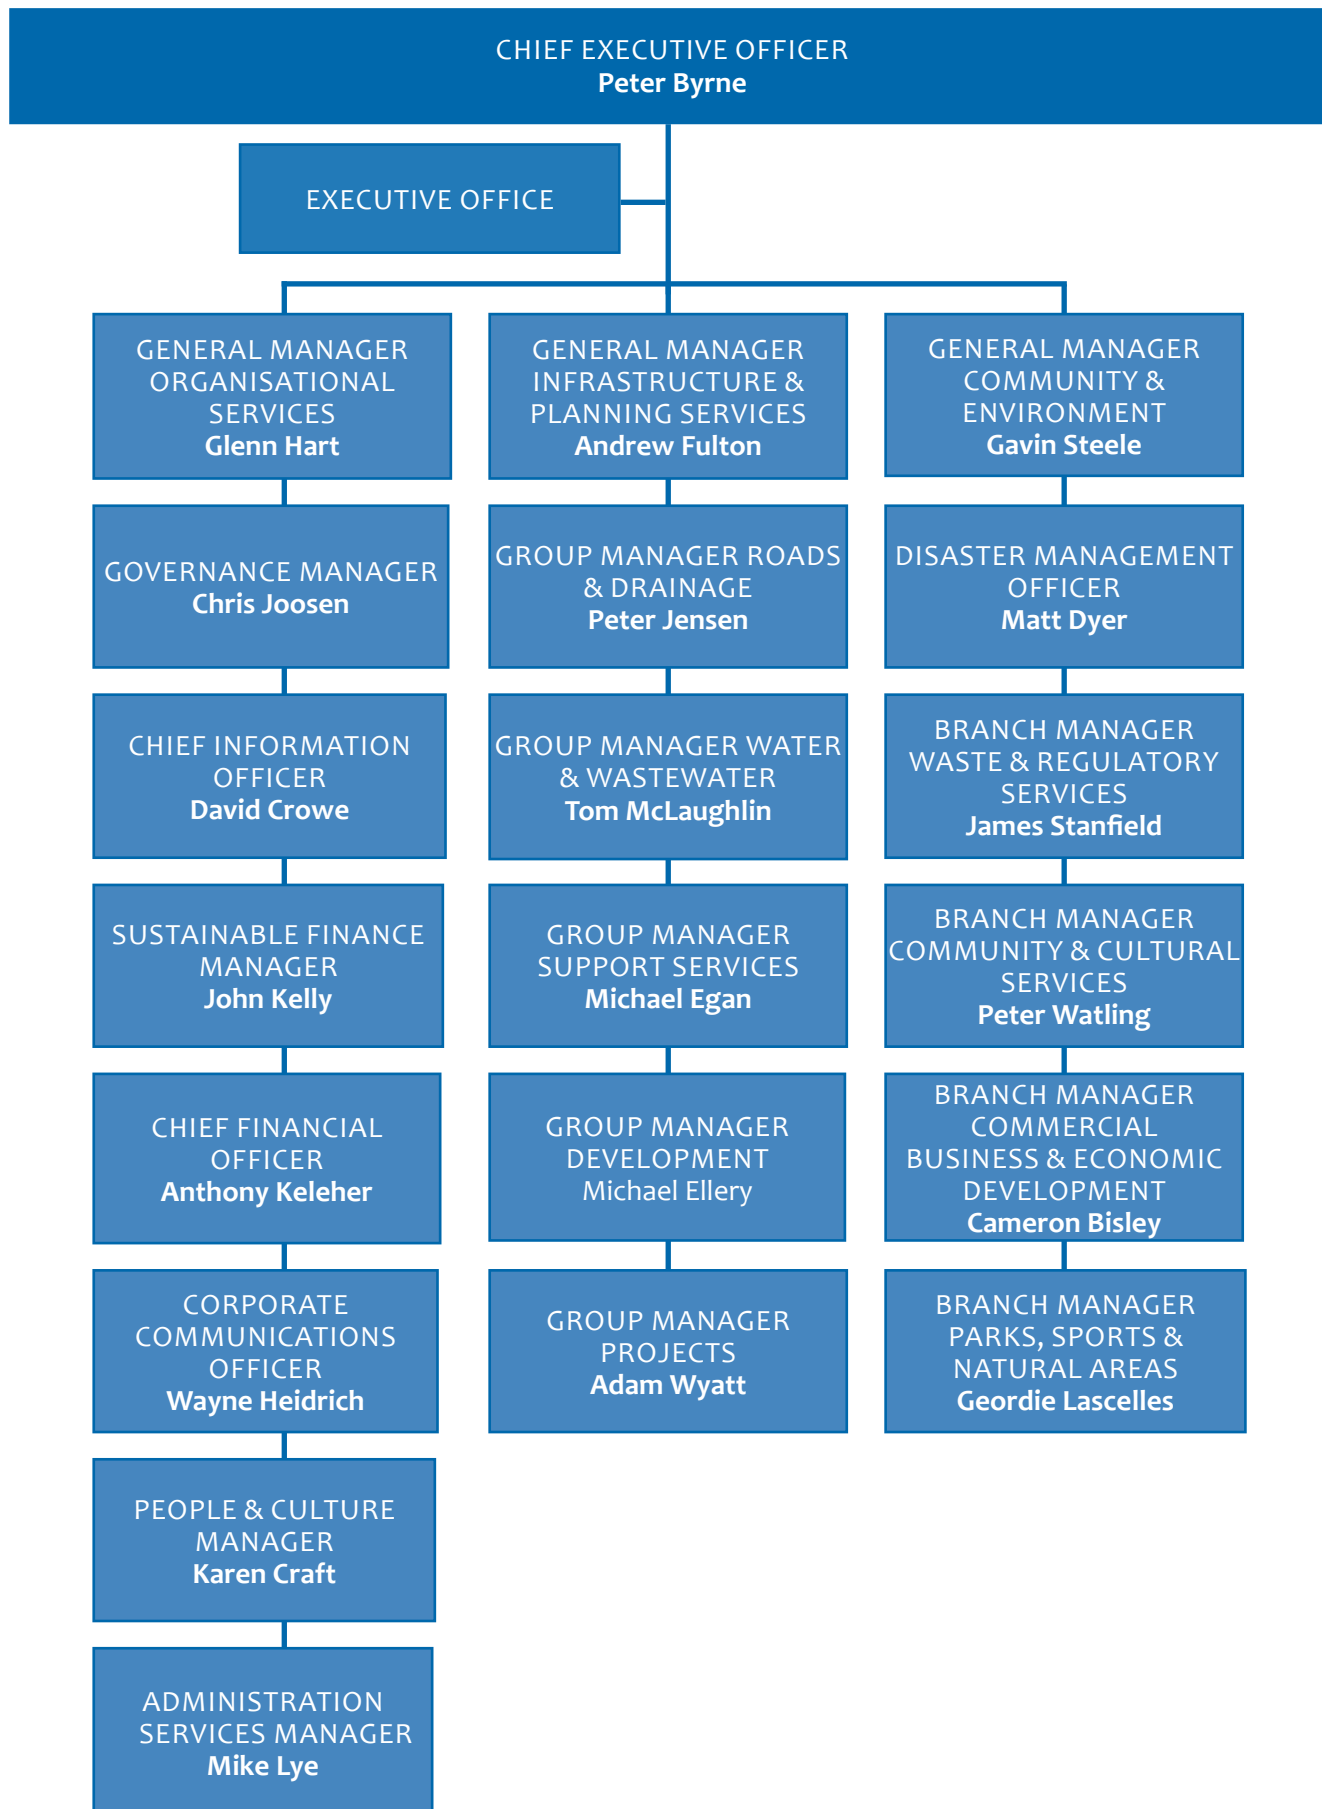 CHIEF EXECUTIVE OFFICER
Peter Byrne
EXECUTIVE OFFICE
GENERAL MANAGER
ORGANISATIONAL
SERVICES
Glenn Hart
GOVERNANCE MANAGER
Chris Joosen
CHIEF INFORMATION
OFFICER
David Crowe
SUSTAINABLE FINANCE
MANAGER
John Kelly
CHIEF FINANCIAL
OFFICER
Anthony Keleher
CORPORATE
COMMUNICATIONS
OFFICER
Wayne Heidrich
PEOPLE & CULTURE
MANAGER
Karen Craft
ADMINISTRATION
SERVICES MANAGER
Mike Lye
GENERAL MANAGER
INFRASTRUCTURE &
PLANNING SERVICES
Andrew Fulton
GROUP MANAGER ROADS
& DRAINAGE
Peter Jensen
GROUP MANAGER WATER
& WASTEWATER
Tom McLaughlin
GROUP MANAGER
SUPPORT SERVICES
Michael Egan
GROUP MANAGER
DEVELOPMENT
Michael Ellery
GROUP MANAGER
PROJECTS
Adam Wyatt
GENERAL MANAGER
COMMUNITY &
ENVIRONMENT
Gavin Steele
DISASTER MANAGEMENT
OFFICER
Matt Dyer
BRANCH MANAGER
WASTE & REGULATORY
SERVICES
James Stanfield
BRANCH MANAGER
COMMUNITY & CULTURAL
SERVICES
Peter Watling
BRANCH MANAGER
COMMERCIAL
BUSINESS & ECONOMIC
DEVELOPMENT
Cameron Bisley
BRANCH MANAGER
PARKS, SPORTS &
NATURAL AREAS
Geordie Lascelles